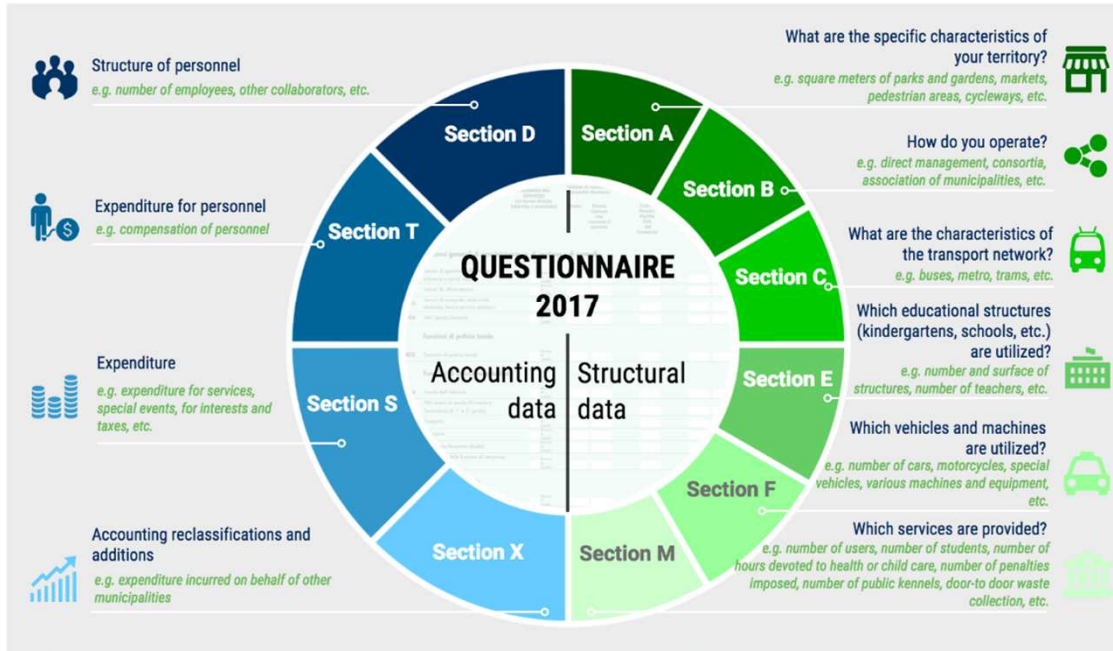 Structure of personnel
e.g. number of employees, other collaborators, etc.
Expenditure for personnel
e.g. compensation of personnel
Expenditure
e.g. expenditure for services,
special events, for interests and
taxes, etc.
Accounting reclassifications and
additions
e.g. expenditure incurred on behalf of other
municipalities
Section D
Section T
Section S
Section X
QUESTIONNAIRE
2017
Accounting
data
Structural
data
Section A
Section B
Section C
Section E
Section F
Section M
What are the specific characteristics of
your territory?
e.g. square meters of parks and gardens, markets,
pedestrian areas, cycleways, etc.
How do you operate?
e.g. direct management, consortia,
association of municipalities, etc.
What are the characteristics of
the transport network?
e.g. buses, metro, trams, etc.
Which educational structures
(kindergartens, schools, etc.)
are utilized?
e.g. number and surface of
structures, number of teachers, etc.
Which vehicles and machines
are utilized?
e.g. number of cars, motorcycles, special
vehicles, various machines and equipment,
etc.
Which services are provided?
e.g. number of users, number of students, number of
hours devoted to health or child care, number of penalties
imposed, number of public kennels, door-to door waste
collection, etc.